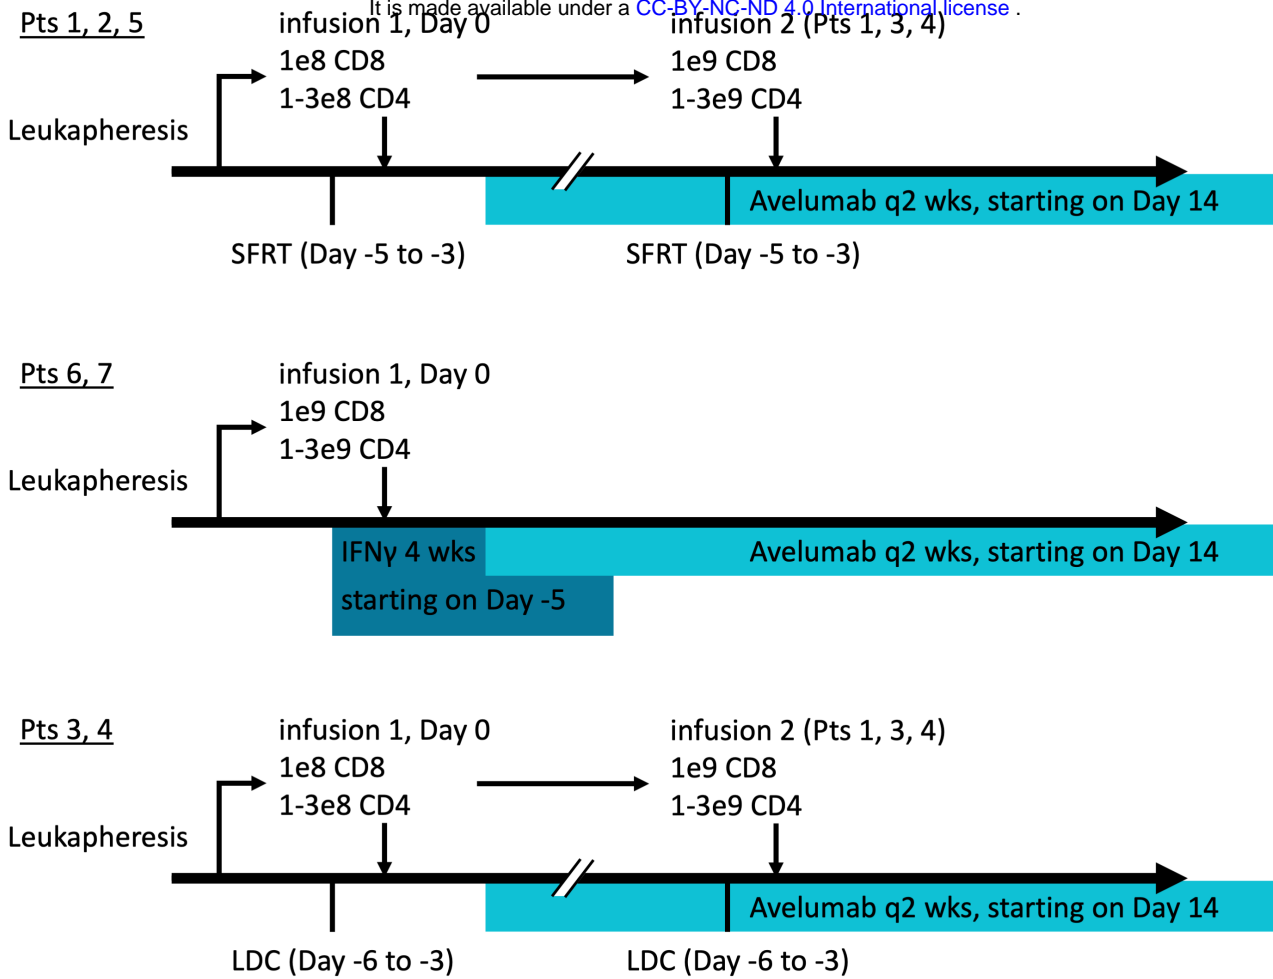 It is made available under a CC-BY-NC-ND 4.0 International license .
Pts 1, 2, 5
infusion 1, Day 0
1e8 CD8
1-3e8 CD4
infusion 2 (Pts 1, 3, 4)
1e9 CD8
1-3e9 CD4
Leukapheresis
Avelumab q2 wks, starting on Day 14
SFRT (Day -5 to -3)
SFRT (Day -5 to -3)
Pts 6, 7
infusion 1, Day 0
1e9 CD8
1-3e9 CD4
Leukapheresis
IFNγ 4 wks
starting on Day -5
Avelumab q2 wks, starting on Day 14
Pts 3, 4
infusion 1, Day 0
1e8 CD8
1-3e8 CD4
infusion 2 (Pts 1, 3, 4)
1e9 CD8
1-3e9 CD4
Leukapheresis
Avelumab q2 wks, starting on Day 14
LDC (Day -6 to -3)
LDC (Day -6 to -3)